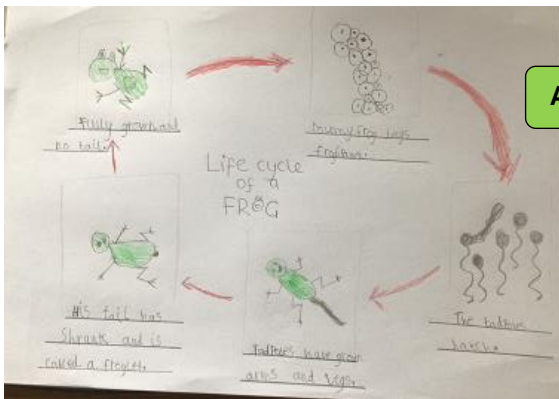 Life cycle
of a
FROG
Fully grown and
no tail.
Mummy frog lays
frogspawn.
The tadpoles
hatch.
Tadpoles have grown
arms and legs.
His tail has
shrunk and is
called a froglet.
A